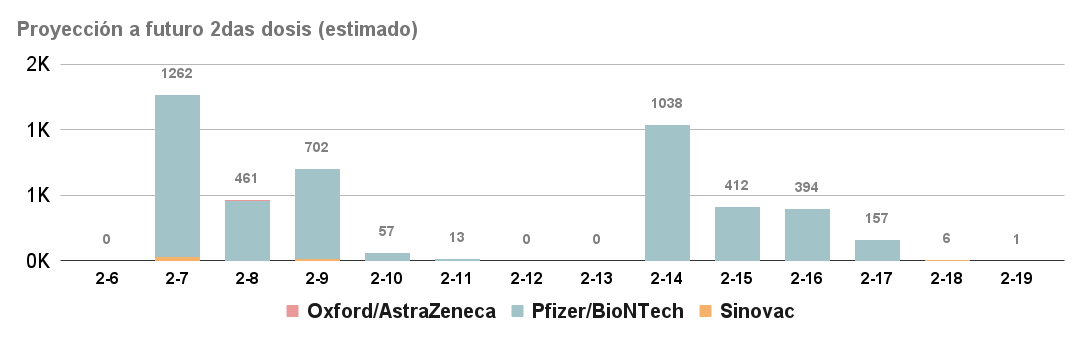 Proyección a futuro 2das dosis (estimado)
2K
1262
1038
1K
702
461
412
394
1K
157
57
13
0
0
0
6
1
0K
2-6 2-7 2-8 2-9 2-10 2-11 2-12 2-13 2-14 2-15 2-16 2-17 2-18 2-19
Oxford/AstraZeneca Pfizer/BioNTech Sinovac